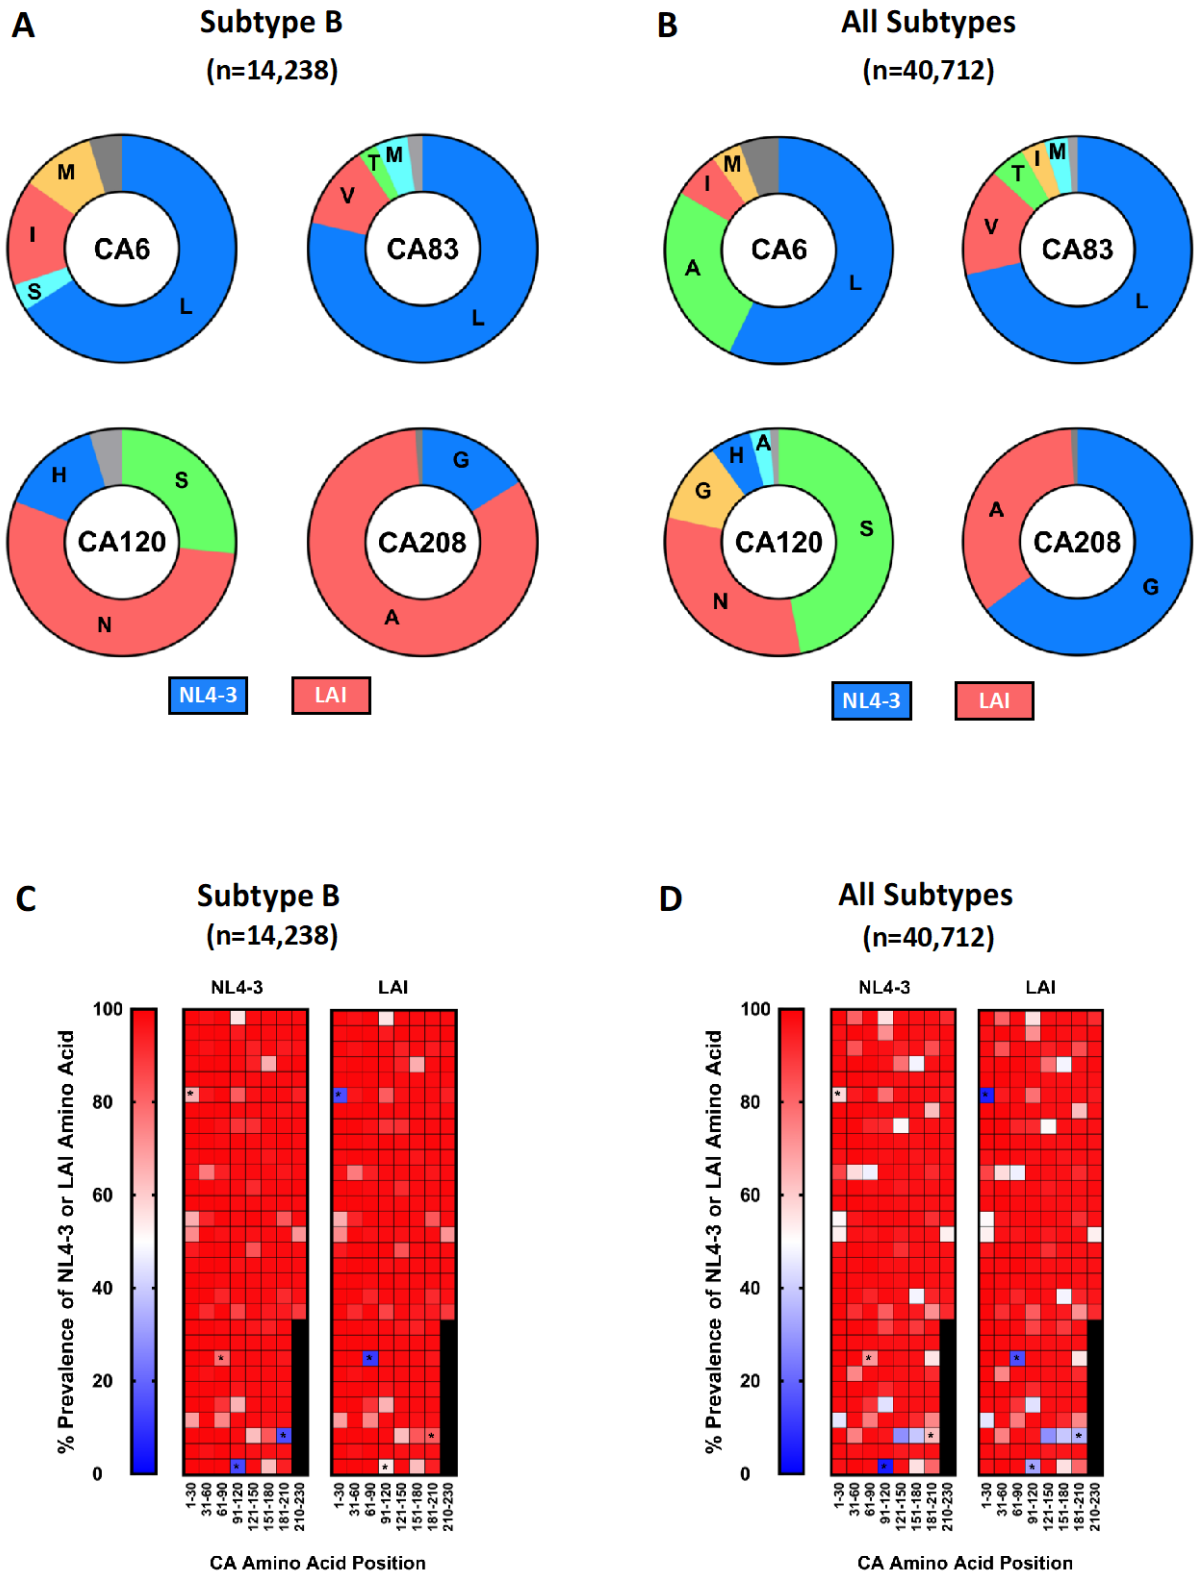 A
Subtype B
(n=14,238)
B
All Subtypes
(n=40,712)
M
I
S
L
CA6
T
M
V
L
CA83
M
I
A
L
CA6
M
I
T
V
L
CA83
H
S
N
CA120
G
A
CA208
A
H
G
N
S
CA120
A
G
CA208
NL4-3
LAI
NL4-3
LAI
C
Subtype B
(n=14,238)
D
All Subtypes
(n=40,712)
NL4-3
LAI
NL4-3
LAI
% Prevalence of NL4-3 or LAI Amino Acid
100
80
60
40
20
0
*
*
*
*
*
*
*
*
1-30
31-60
61-90
91-120
121-150
151-180
181-210
210-230
1-30
31-60
61-90
91-120
121-150
151-180
181-210
210-230
CA Amino Acid Position
% Prevalence of NL4-3 or LAI Amino Acid
100
80
60
40
20
0
*
*
*
*
*
*
*
*
1-30
31-60
61-90
91-120
121-150
151-180
181-210
210-230
1-30
31-60
61-90
91-120
121-150
151-180
181-210
210-230
CA Amino Acid Position